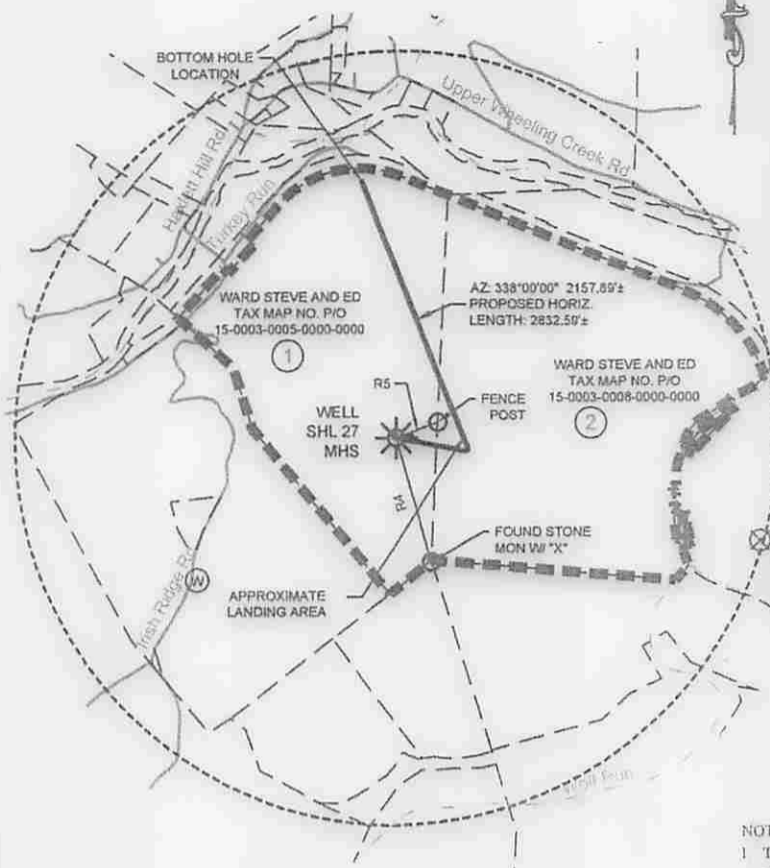 BOTTOM HOLE
LOCATION
Upper Wheeling Creek Rd
Hill Rd
Turkey Run
AZ: 338°00'00" 2157.89'±
PROPOSED HORIZ.
LENGTH: 2832.50'±
WARD STEVE AND ED
TAX MAP NO. P/O
15-0003-0005-0000-0000
1
WARD STEVE AND ED
TAX MAP NO. P/O
15-0003-0008-0000-0000
2
R5
FENCE
POST
WELL
SHL 27
MHS
R4
FOUND STONE
MON W/ "X"
Irish Ridge Rd
W
APPROXIMATE
LANDING AREA
Wolf Run
NOT
1 T